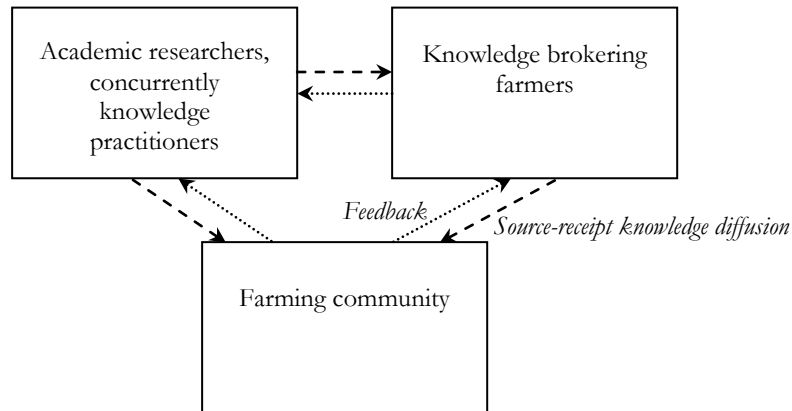 Academic researchers,
concurrently
knowledge
practitioners
Knowledge brokering
farmers
Feedback
Source-receipt knowledge diffusion
Farming community